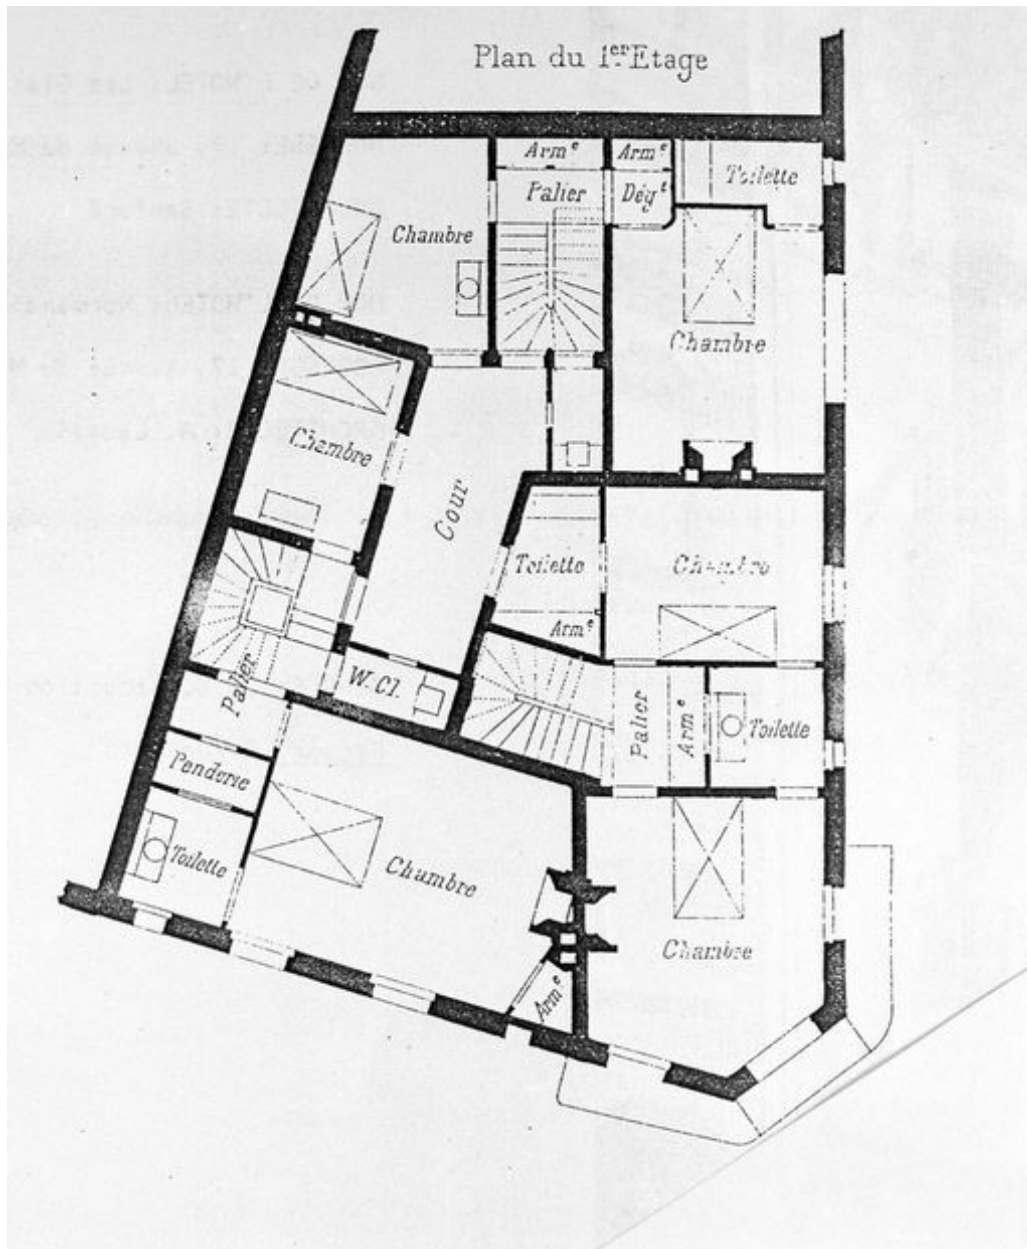 Plan du 1er Etage
Armᵉ
Armᵉ
Toilette
Palier
Dégᵗ
Chambre
Chambre
Chambre
Cour
Toilette
Chambre
Armᵉ
Palier
W.Cl.
Palier
Armᵉ
Toilette
Penderie
Toilette
Chambre
Chambre
Armᵉ